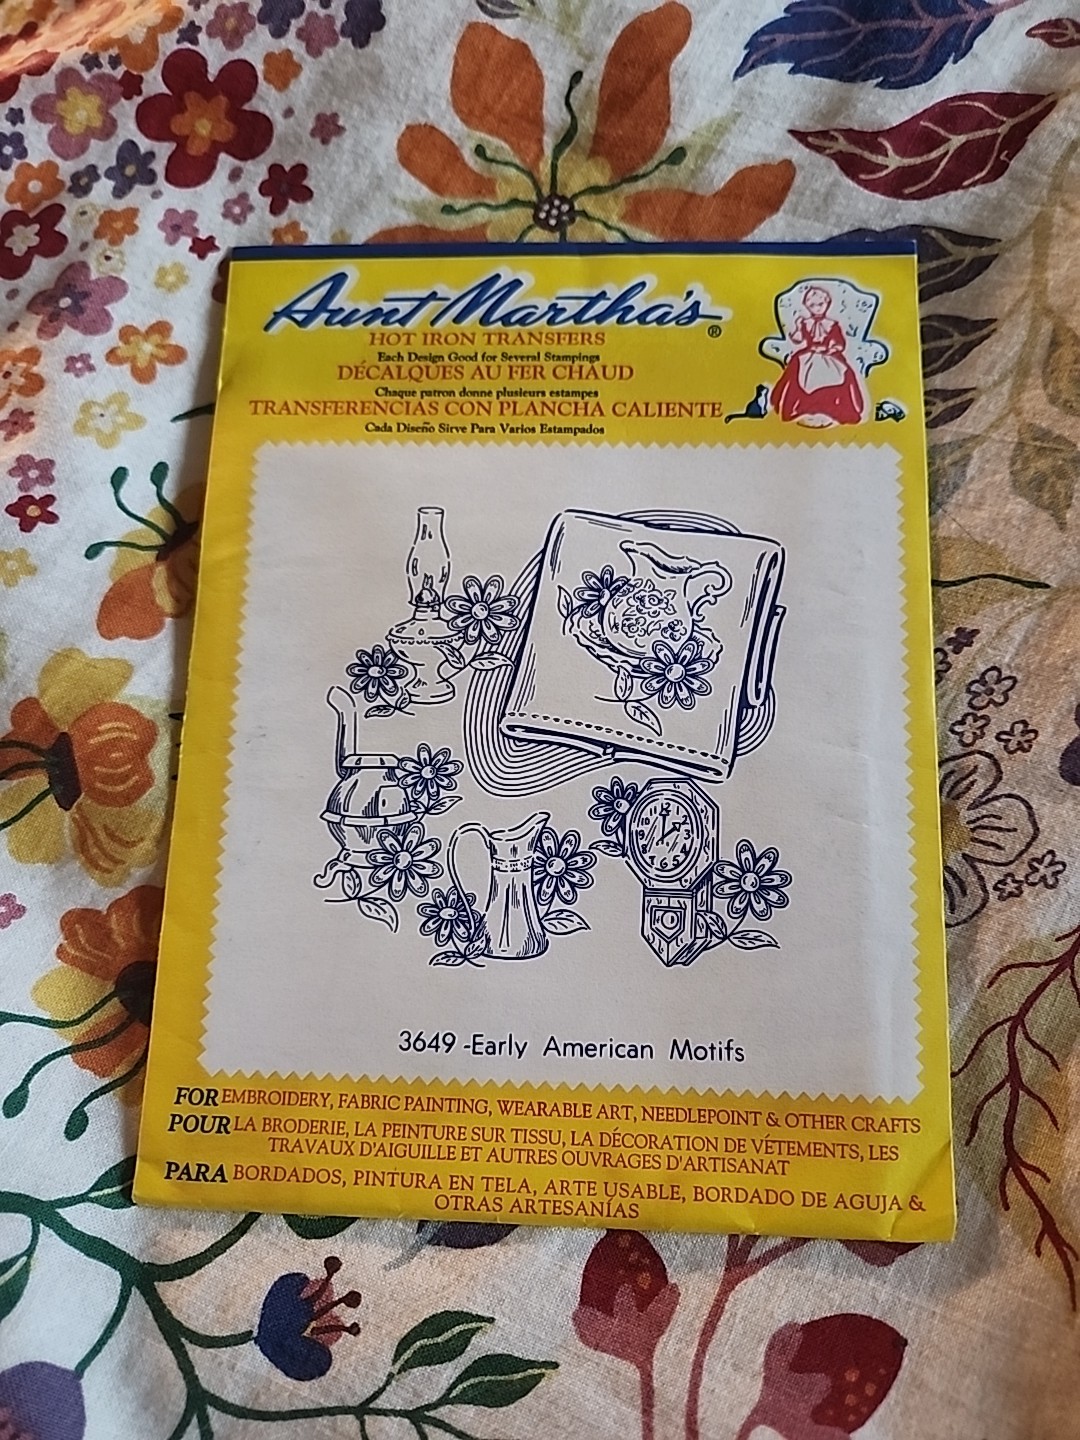 Aunt Martha's®
HOT IRON TRANSFERS
Each Design Good for Several Stampings
DÉCALQUES AU FER CHAUD
Chaque patron donne plusieurs estampes
TRANSFERENCIAS CON PLANCHA CALIENTE
Cada Diseño Sirve Para Varios Estampados
3649 -Early American Motifs
FOR EMBROIDERY, FABRIC PAINTING, WEARABLE ART, NEEDLEPOINT & OTHER CRAFTS
POUR LA BRODERIE, LA PEINTURE SUR TISSU, LA DÉCORATION DE VÉTEMENTS, LES
TRAVAUX D'AIGUILLE ET AUTRES OUVRAGES D'ARTISANAT
PARA BORDADOS, PINTURA EN TELA, ARTE USABLE, BORDADO DE AGUJA &
OTRAS ARTESANÍAS